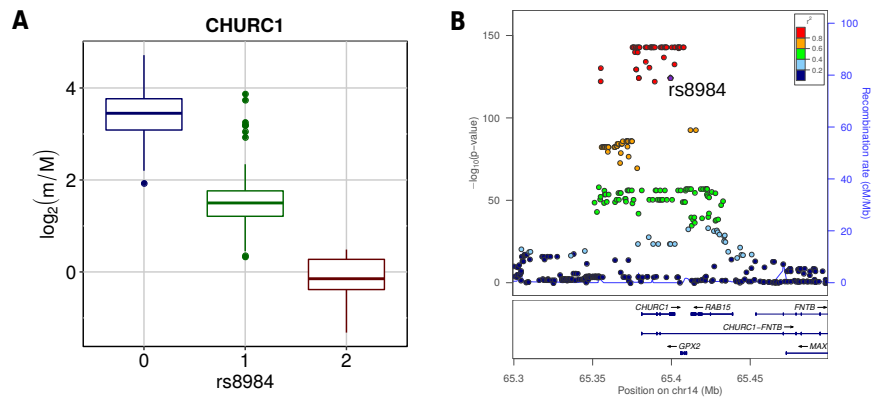 A
CHURC1
log2(m/M)
4
2
0
0 1 2
rs8984
B
150
100
50
0
−log10(p−value)
r²
0.8
0.6
0.4
0.2
rs8984
100
80
60
40
20
0
Recombination rate (cM/Mb)
CHURC1 RAB15 FNTB
CHURC1−FNTB
GPX2 MAX
65.3 65.35 65.4 65.45
Position on chr14 (Mb)